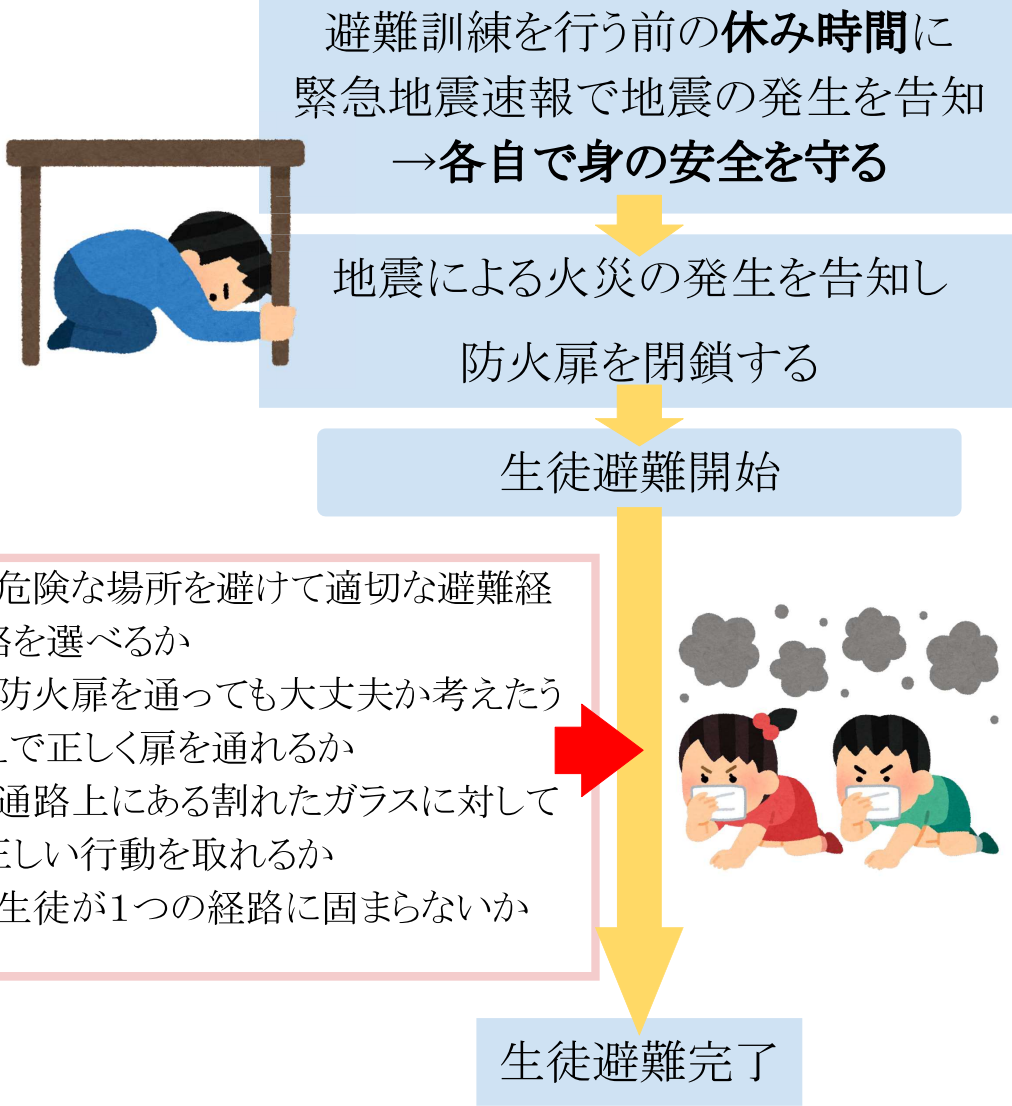 避難訓練を行う前の休み時間に
緊急地震速報で地震の発生を告知
→各自で身の安全を守る
地震による火災の発生を告知し
防火扉を閉鎖する
生徒避難開始
危険な場所を避けて適切な避難経
路を選べるか
防火扉を通っても大丈夫か考えたう
えで正しく扉を通れるか
通路上にある割れたガラスに対して
正しい行動を取れるか
生徒が１つの経路に固まらないか
生徒避難完了